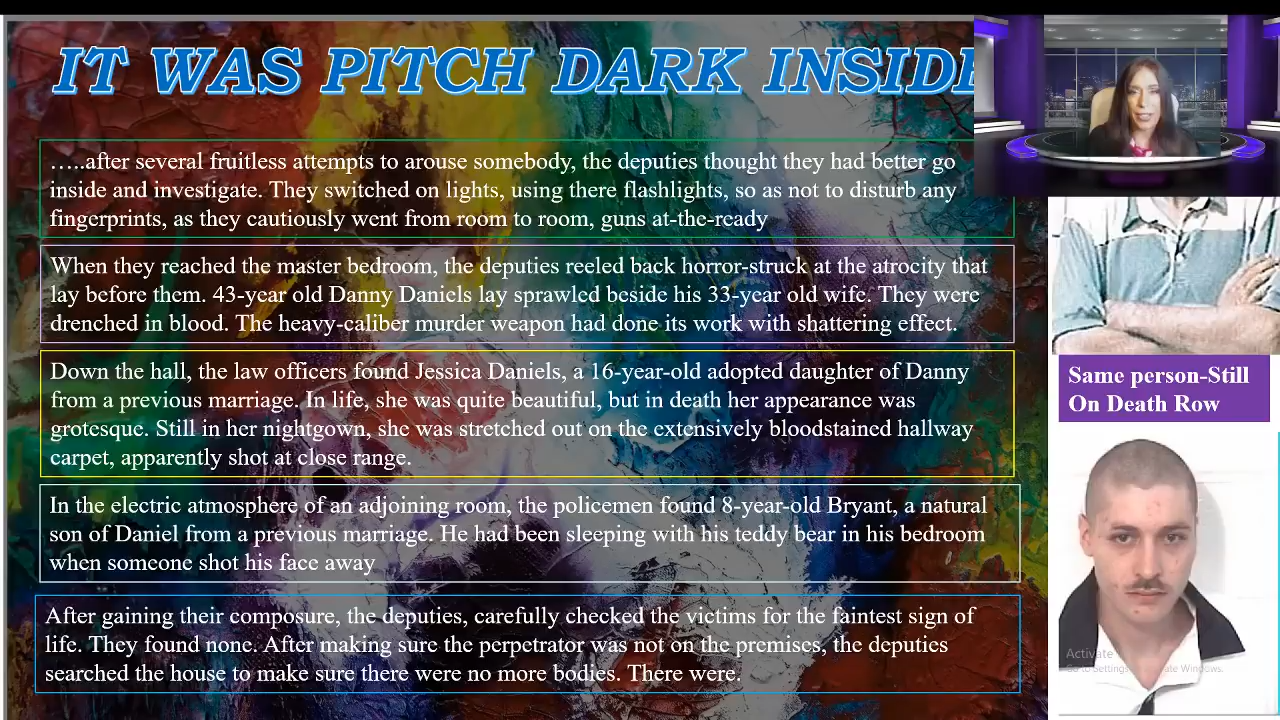 IT WAS PITCH DARK INSIDE
…..after several fruitless attempts to arouse somebody, the deputies thought they had better go
inside and investigate. They switched on lights, using there flashlights, so as not to disturb any
fingerprints, as they cautiously went from room to room, guns at-the-ready
When they reached the master bedroom, the deputies reeled back horror-struck at the atrocity that
lay before them. 43-year old Danny Daniels lay sprawled beside his 33-year old wife. They were
drenched in blood. The heavy-caliber murder weapon had done its work with shattering effect.
Down the hall, the law officers found Jessica Daniels, a 16-year-old adopted daughter of Danny
from a previous marriage. In life, she was quite beautiful, but in death her appearance was
grotesque. Still in her nightgown, she was stretched out on the extensively bloodstained hallway
carpet, apparently shot at close range.
In the electric atmosphere of an adjoining room, the policemen found 8-year-old Bryant, a natural
son of Daniel from a previous marriage. He had been sleeping with his teddy bear in his bedroom
when someone shot his face away
After gaining their composure, the deputies, carefully checked the victims for the faintest sign of
life. They found none. After making sure the perpetrator was not on the premises, the deputies
searched the house to make sure there were no more bodies. There were.
Same person-Still
On Death Row
Activate
Go to Settings ate Windows.